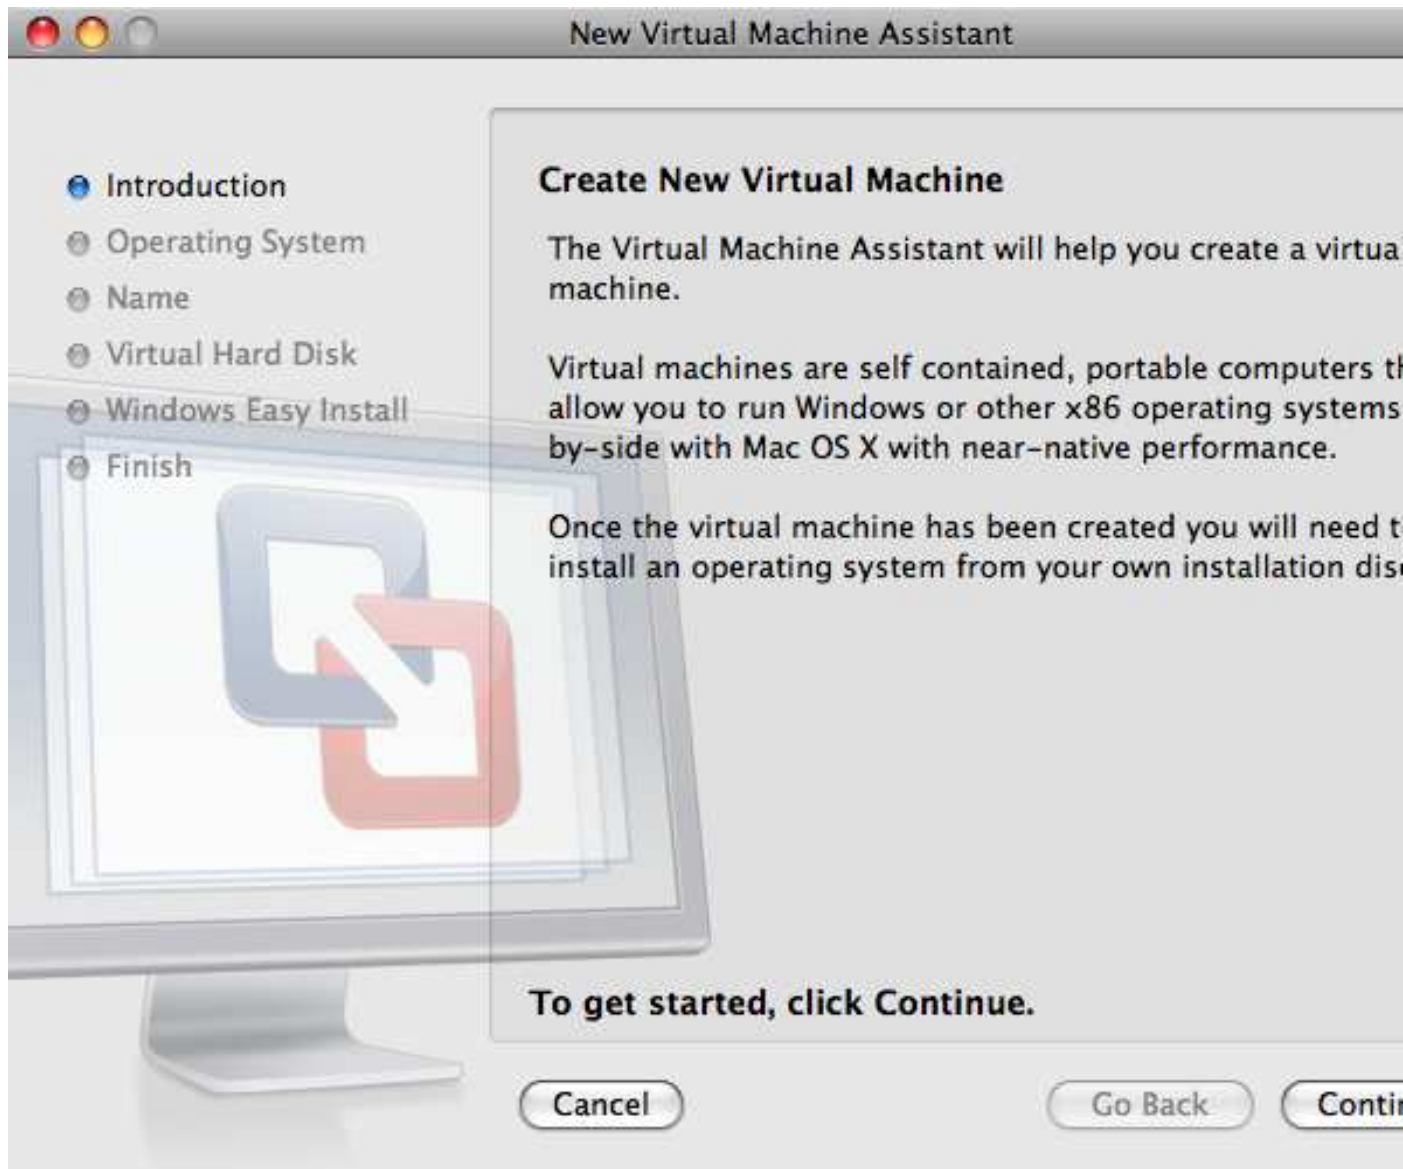 New Virtual Machine Assistant
Introduction
Operating System
Name
Virtual Hard Disk
Windows Easy Install
Finish
Create New Virtual Machine
The Virtual Machine Assistant will help you create a
machine.
Virtual machines are self contained, portable computers
allow you to run Windows or other x86 operating systems
by-side with Mac OS X with near-native performance.
Once the virtual machine has been created you will need
install an operating system from your own installation
To get started, click Continue.
Cancel
Go Back